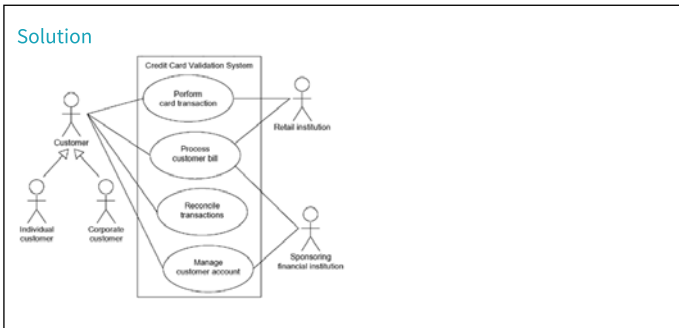 Solution
Credit Card Validation System
Perform
card transaction
Retail institution
Customer
Process
customer bill
Reconcile
transactions
Individual
customer
Corporate
customer
Manage
customer account
Sponsoring
financial institution